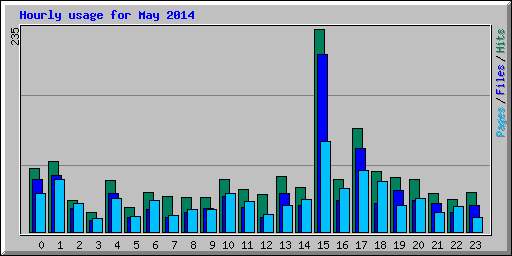 Hourly usage for May 2014
235
Pages/Files/Hits
0 1 2 3 4 5 6 7 8 9 10 11 12 13 14 15 16 17 18 19 20 21 22 23